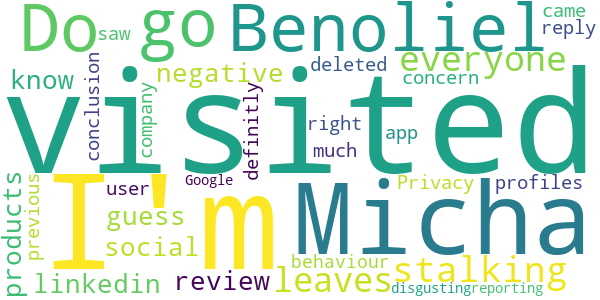 Do go Benoliel came
saw reply
everyone
know conclusion company negative deleted concern
visited
definitly right app
much
products previous I'm user Google Micha Privacy profiles
guess
social behaviour stalking
linkedin review leaves disgusting reporting